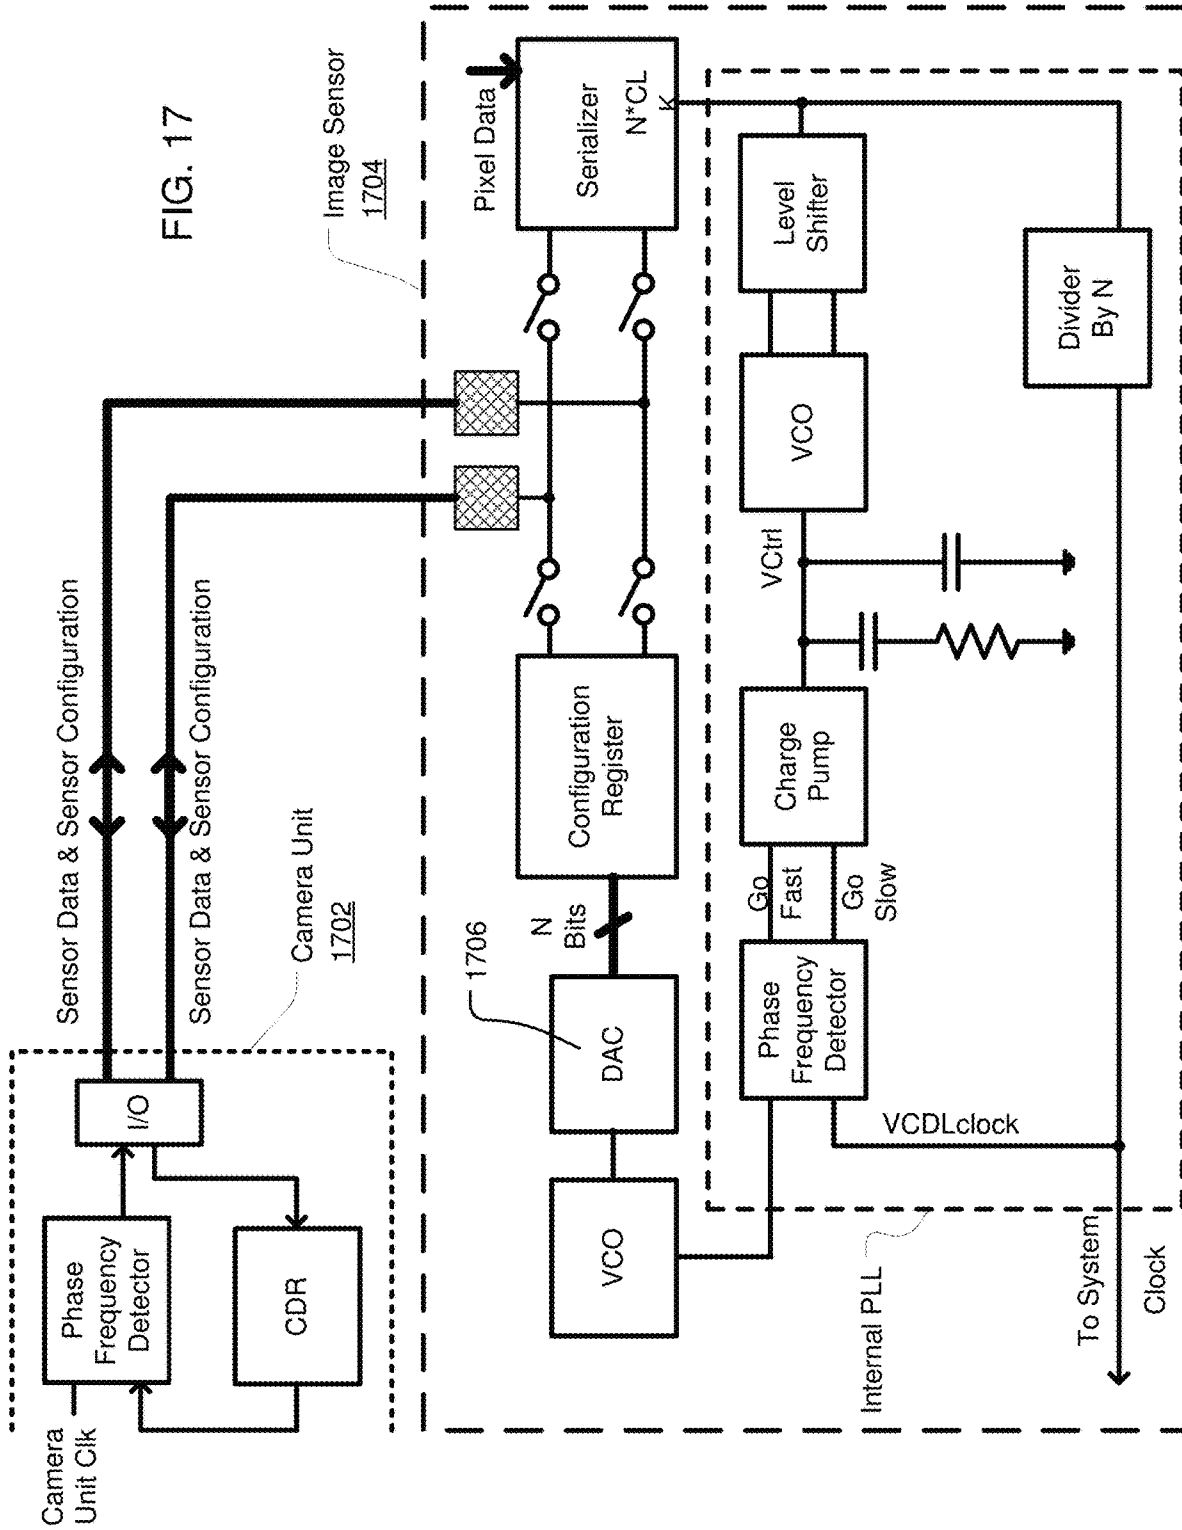 FIG. 17
Camera
Unit Clk
Phase
Frequency
Detector
CDR
I/O
Sensor Data & Sensor Configuration
Sensor Data & Sensor Configuration
Camera Unit
1702
Image Sensor
1704
Pixel Data
Serializer
N*CL
K
Configuration
Register
N
Bits
1706
DAC
VCO
Phase
Frequency
Detector
Go
Fast
Go
Slow
Charge
Pump
VCtrl
VCO
Level
Shifter
Divider
By N
VCDLclock
Internal PLL
To System
Clock